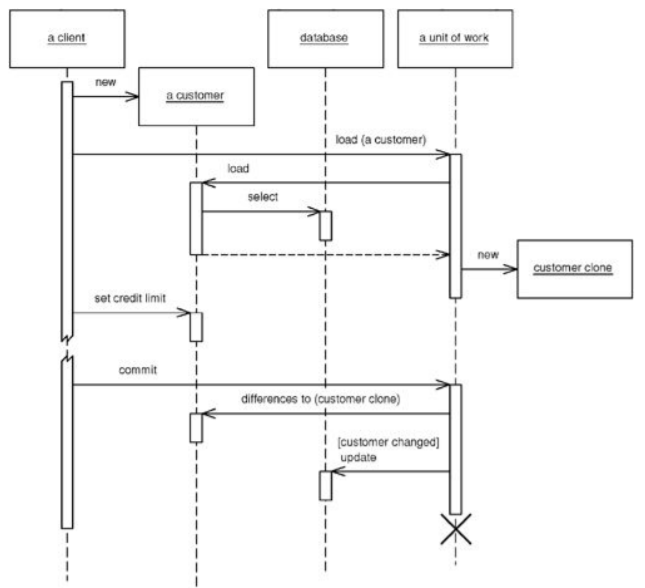 a client
database
a unit of work
new
a customer
load (a customer)
load
select
new
customer clone
set credit limit
commit
differences to (customer clone)
[customer changed]
update